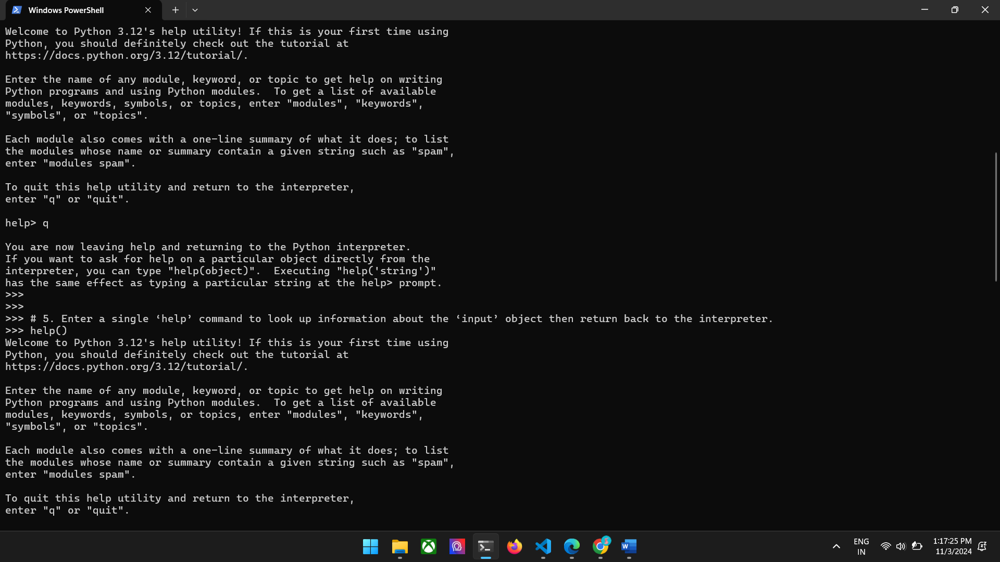 Windows PowerShell
Welcome to Python 3.12's help utility! If this is your first time using
Python, you should definitely check out the tutorial at
https://docs.python.org/3.12/tutorial/.
Enter the name of any module, keyword, or topic to get help on writing
Python programs and using Python modules.  To get a list of available
modules, keywords, symbols, or topics, enter "modules", "keywords",
"symbols", or "topics".
Each module also comes with a one-line summary of what it does; to list
the modules whose name or summary contain a given string such as "spam",
enter "modules spam".
To quit this help utility and return to the interpreter,
enter "q" or "quit".
help> q
You are now leaving help and returning to the Python interpreter.
If you want to ask for help on a particular object directly from the
interpreter, you can type "help(object)".  Executing "help('string')"
has the same effect as typing a particular string at the help> prompt.
>>>
>>>
>>> # 5. Enter a single ‘help’ command to look up information about the ‘input’ object then return back to the interpreter.
>>> help()
Welcome to Python 3.12's help utility! If this is your first time using
Python, you should definitely check out the tutorial at
https://docs.python.org/3.12/tutorial/.
Enter the name of any module, keyword, or topic to get help on writing
Python programs and using Python modules.  To get a list of available
modules, keywords, symbols, or topics, enter "modules", "keywords",
"symbols", or "topics".
Each module also comes with a one-line summary of what it does; to list
the modules whose name or summary contain a given string such as "spam",
enter "modules spam".
To quit this help utility and return to the interpreter,
enter "q" or "quit".
ENG
IN
1:17:25 PM
11/3/2024